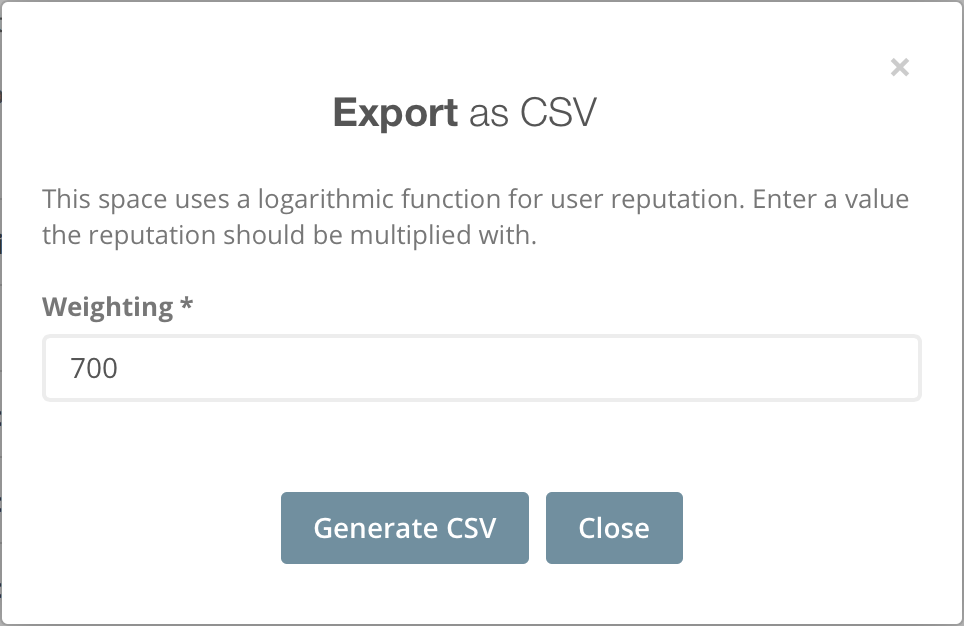 ×
Export as CSV
This space uses a logarithmic function for user reputation. Enter a value
the reputation should be multiplied with.
Weighting *
700
Generate CSV
Close